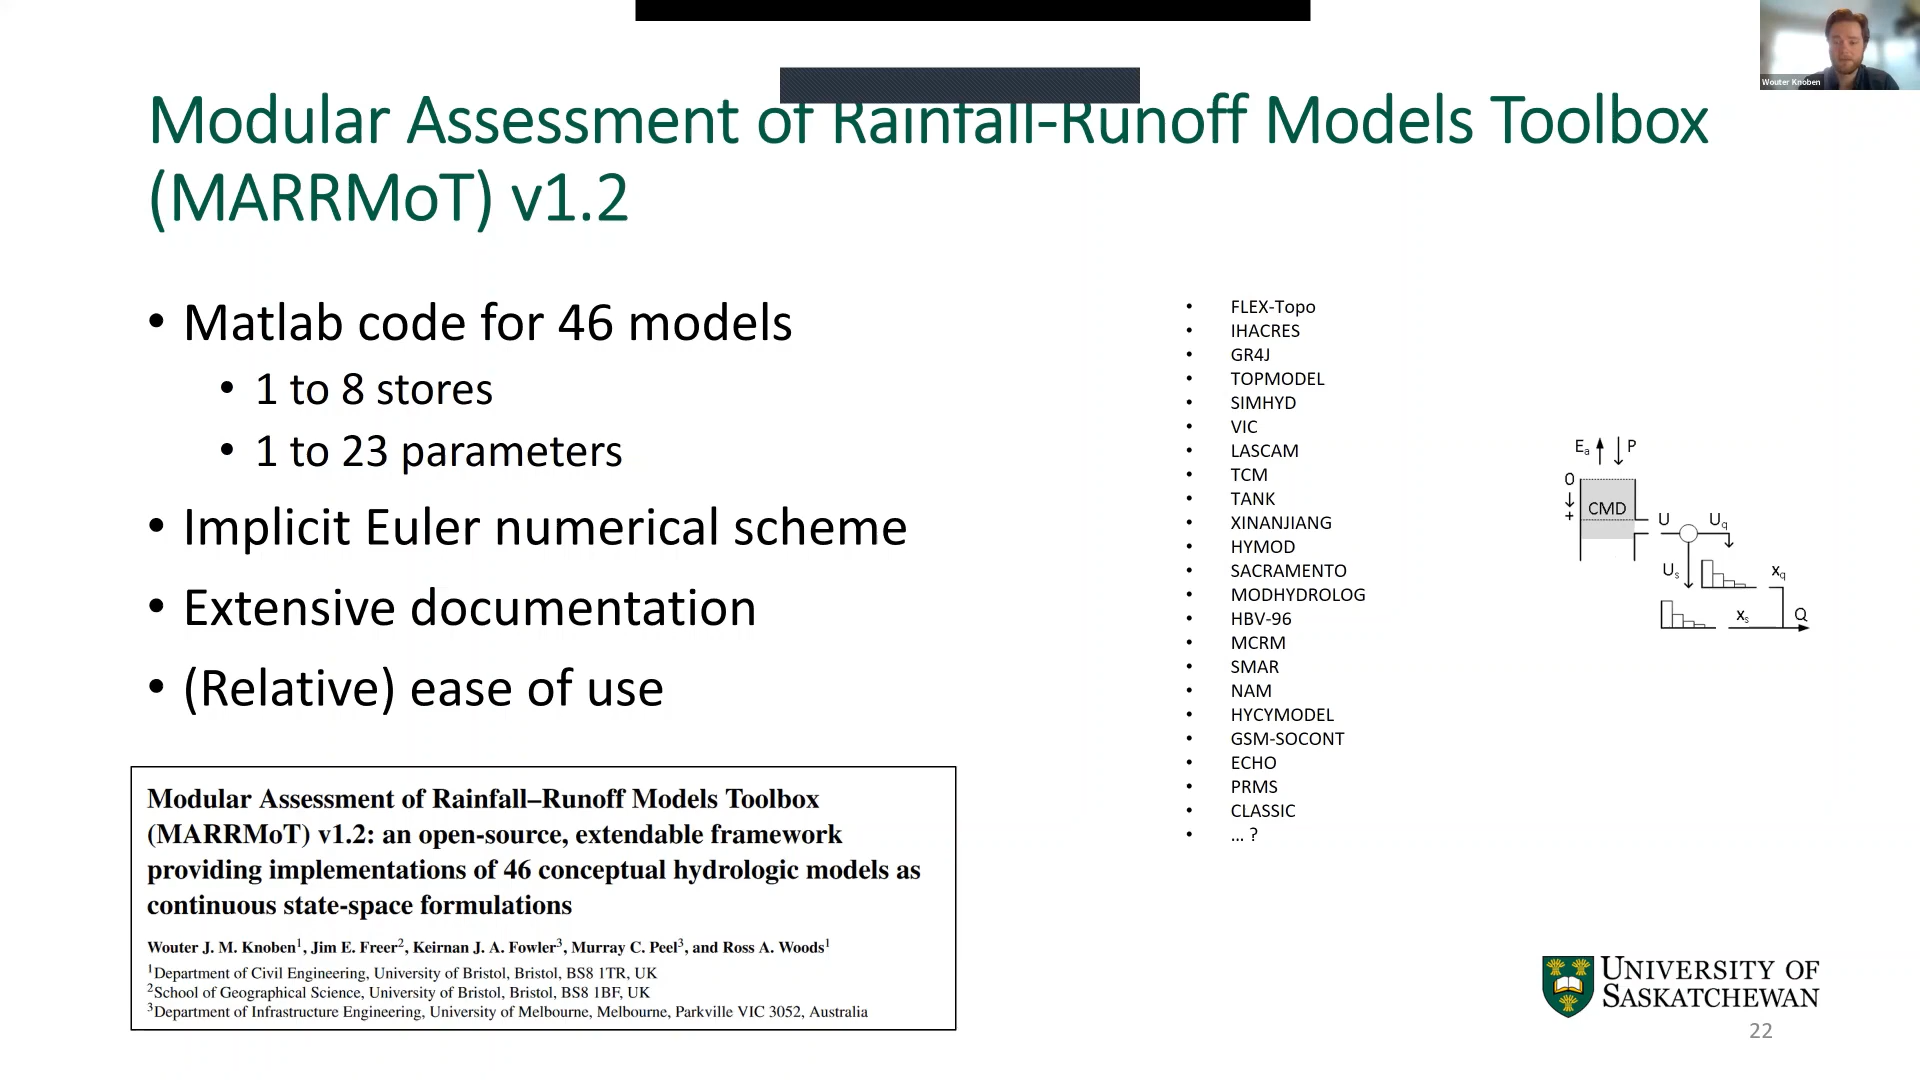 Wouter Knoben
Modular Assessment of Rainfall-Runoff Models Toolbox
(MARRMoT) v1.2
• Matlab code for 46 models
• 1 to 8 stores
• 1 to 23 parameters
• Implicit Euler numerical scheme
• Extensive documentation
• (Relative) ease of use
Modular Assessment of Rainfall–Runoff Models Toolbox
(MARRMoT) v1.2: an open-source, extendable framework
providing implementations of 46 conceptual hydrologic models as
continuous state-space formulations
Wouter J. M. Knoben¹, Jim E. Freer², Keirnan J. A. Fowler³, Murray C. Peel³, and Ross A. Woods¹
¹Department of Civil Engineering, University of Bristol, Bristol, BS8 1TR, UK
²School of Geographical Science, University of Bristol, Bristol, BS8 1BF, UK
³Department of Infrastructure Engineering, University of Melbourne, Melbourne, Parkville VIC 3052, Australia
• FLEX-Topo
• IHACRES
• GR4J
• TOPMODEL
• SIMHYD
• VIC
• LASCAM
• TCM
• TANK
• XINANJIANG
• HYMOD
• SACRAMENTO
• MODHYDROLOG
• HBV-96
• MCRM
• SMAR
• NAM
• HYCYMODEL
• GSM-SOCONT
• ECHO
• PRMS
• CLASSIC
• ... ?
Ea P
0
+
CMD
U Uq
Us xq
xs Q
UNIVERSITY OF
SASKATCHEWAN
22